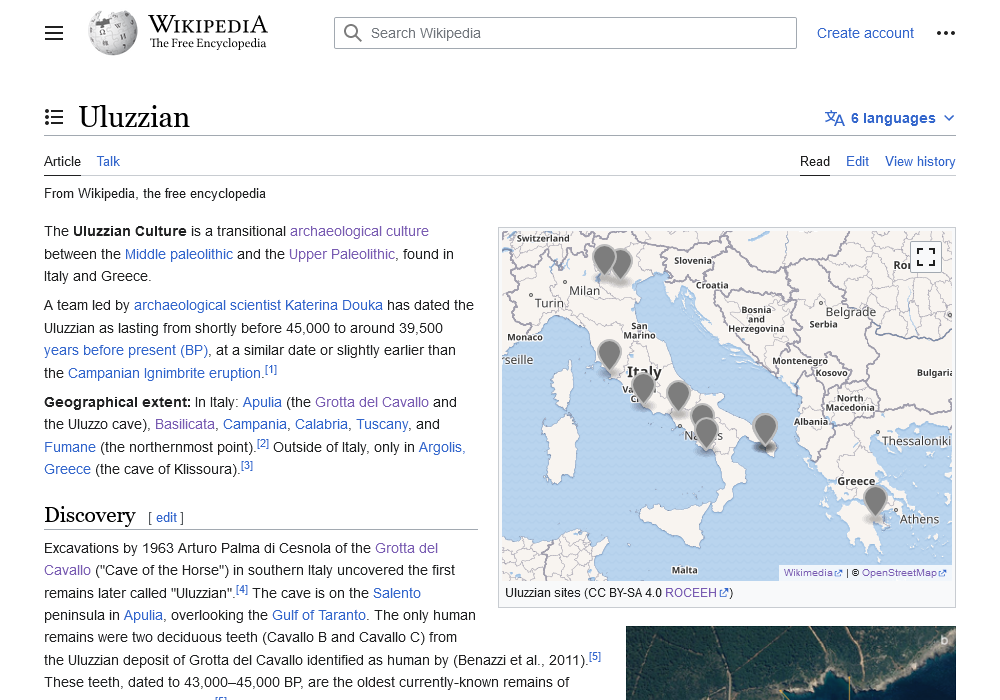 WIKIPEDIA
The Free Encyclopedia
Search Wikipedia
Create account
Uluzzian
6 languages
Article Talk
Read Edit View history
From Wikipedia, the free encyclopedia
The Uluzzian Culture is a transitional archaeological culture
between the Middle paleolithic and the Upper Paleolithic, found in
Italy and Greece.
A team led by archaeological scientist Katerina Douka has dated the
Uluzzian as lasting from shortly before 45,000 to around 39,500
years before present (BP), at a similar date or slightly earlier than
the Campanian Ignimbrite eruption.[1]
Geographical extent: In Italy: Apulia (the Grotta del Cavallo and
the Uluzzo cave), Basilicata, Campania, Calabria, Tuscany, and
Fumane (the northernmost point).[2] Outside of Italy, only in Argolis,
Greece (the cave of Klissoura).[3]
Discovery [ edit ]
Excavations by 1963 Arturo Palma di Cesnola of the Grotta del
Cavallo ("Cave of the Horse") in southern Italy uncovered the first
remains later called "Uluzzian".[4] The cave is on the Salento
peninsula in Apulia, overlooking the Gulf of Taranto. The only human
remains were two deciduous teeth (Cavallo B and Cavallo C) from
the Uluzzian deposit of Grotta del Cavallo identified as human by (Benazzi et al., 2011).[5]
These teeth, dated to 43,000–45,000 BP, are the oldest currently-known remains of
Switzerland
Slovenia
Milan
Croatia
Turin
Bosnia
and
Herzegovina
Belgrade
Serbia
San
Marino
Monaco
seille
Montenegro
Kosovo
Italy
Bulgaria
North
Macedonia
Albania
Thessaloniki
Greece
Athens
Malta
Wikimedia | © OpenStreetMap
Uluzzian sites (CC BY-SA 4.0 ROCEEH)
b